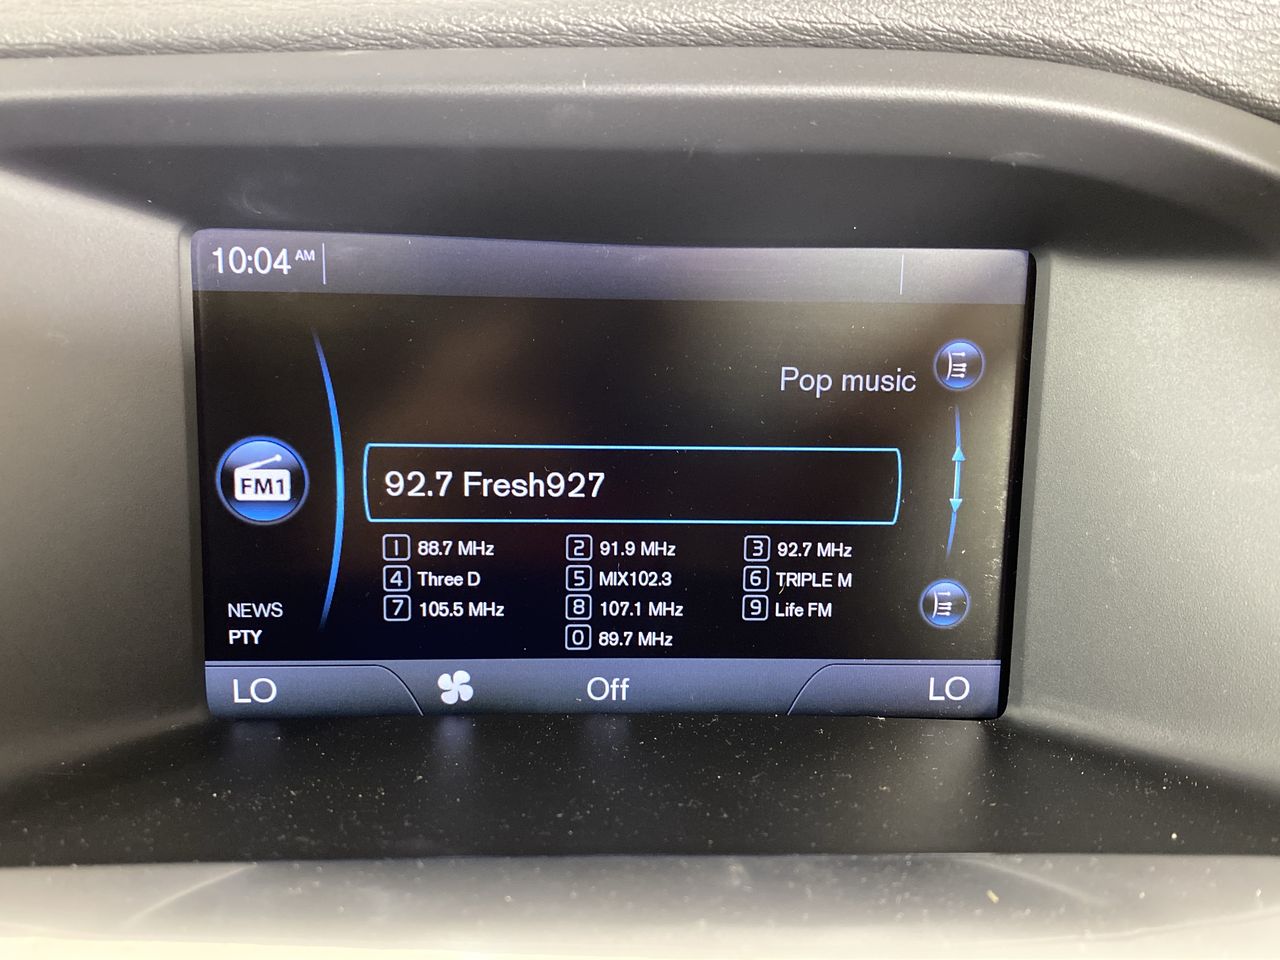 10:04 AM
Pop music
FM1
92.7 Fresh927
1 88.7 MHz 2 91.9 MHz 3 92.7 MHz
4 Three D 5 MIX102.3 6 TRIPLE M
7 105.5 MHz 8 107.1 MHz 9 Life FM
0 89.7 MHz
NEWS
PTY
LO Off LO